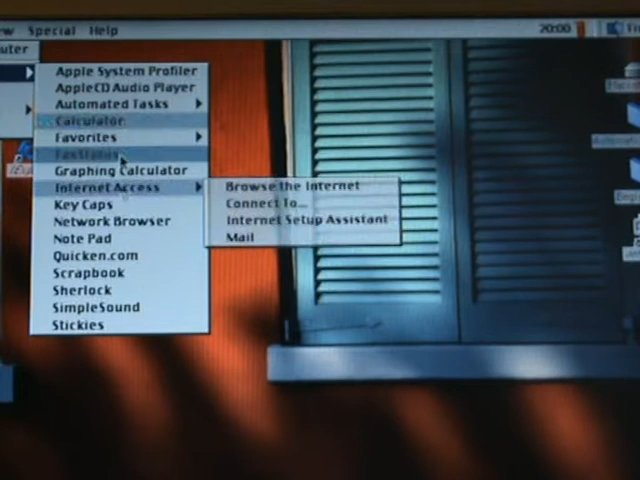 Special Help
20:00
uter
Apple System Profiler
AppleCD Audio Player
Automated Tasks
Calculator
Favorites
Graphing Calculator
Internet Access
Browse the Internet
Connect To...
Internet Setup Assistant
Mail
Key Caps
Network Browser
Note Pad
Quicken.com
Scrapbook
Sherlock
SimpleSound
Stickies